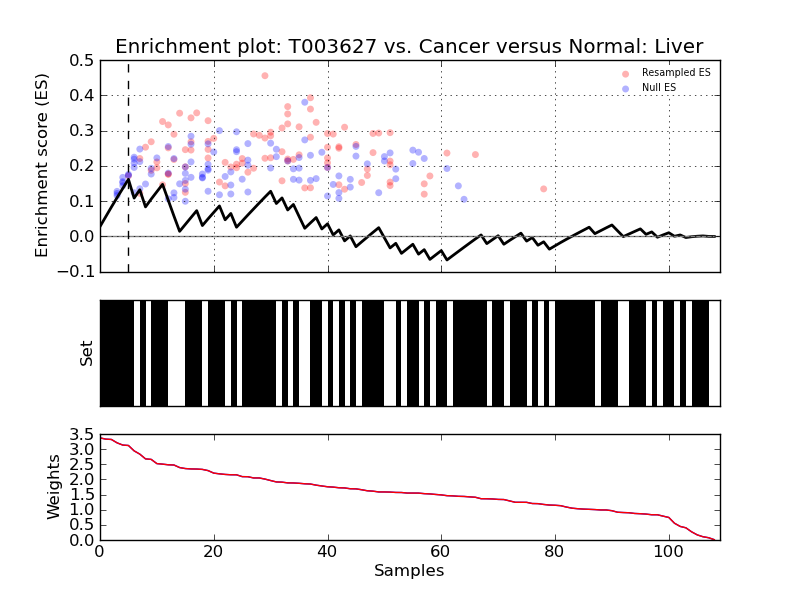 Enrichment plot: T003627 vs. Cancer versus Normal: Liver
Enrichment score (ES)
0.5
0.4
0.3
0.2
0.1
0.0
−0.1
Resampled ES
Null ES
Set
Weights
3.5
3.0
2.5
2.0
1.5
1.0
0.5
0.0
0 20 40 60 80 100
Samples